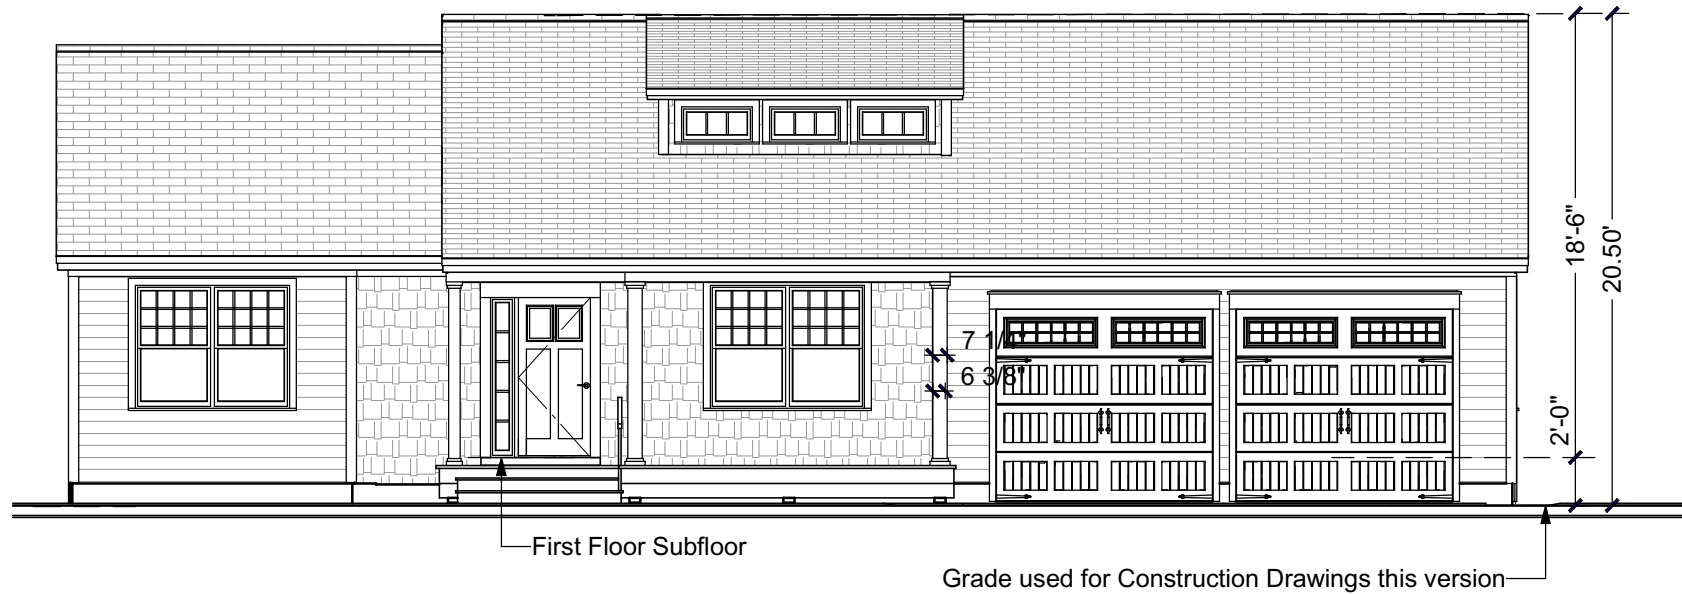 18'-6"
20.50'
7 1/4"
6 3/8"
2'-0"
First Floor Subfloor
Grade used for Construction Drawings this version